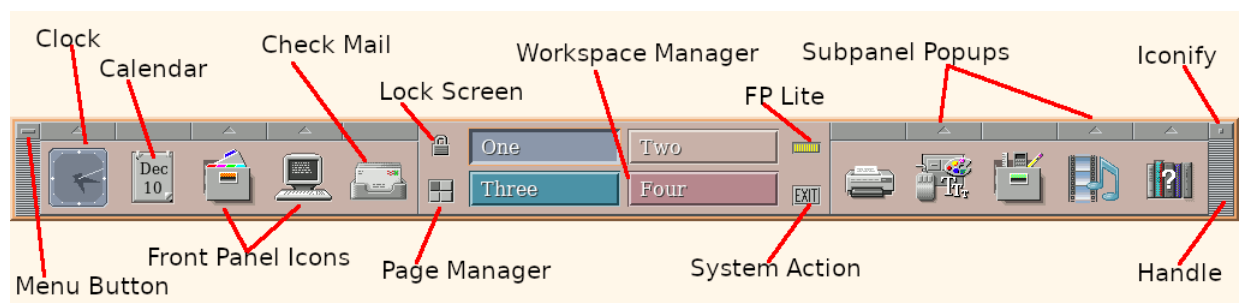 Clock
Calendar
Check Mail
Lock Screen
Workspace Manager
FP Lite
Subpanel Popups
Iconify
Dec
10
One
Two
Three
Four
EXIT
?
Menu Button
Front Panel Icons
Page Manager
System Action
Handle